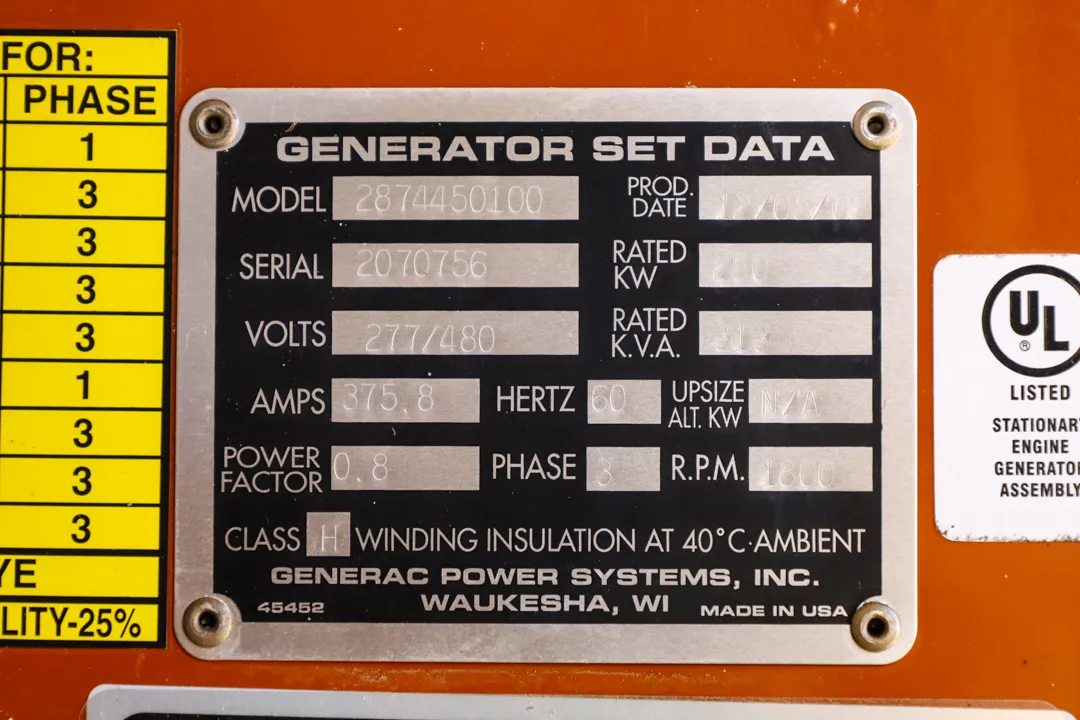 FOR:
PHASE
1
3
3
3
3
1
3
3
3
YE
LITY-25%
GENERATOR SET DATA
MODEL 2874450100
PROD. DATE
SERIAL 2070756
RATED KW 250
VOLTS 277/480
RATED K.V.A. 313
AMPS 375.8 HERTZ 60 UPSIZE ALT. KW N/A
POWER FACTOR 0.8 PHASE 3 R.P.M. 1800
CLASS H WINDING INSULATION AT 40°C·AMBIENT
GENERAC POWER SYSTEMS, INC.
45452 WAUKESHA, WI MADE IN USA
UL
®
LISTED
STATIONARY
ENGINE
GENERATOR
ASSEMBLY